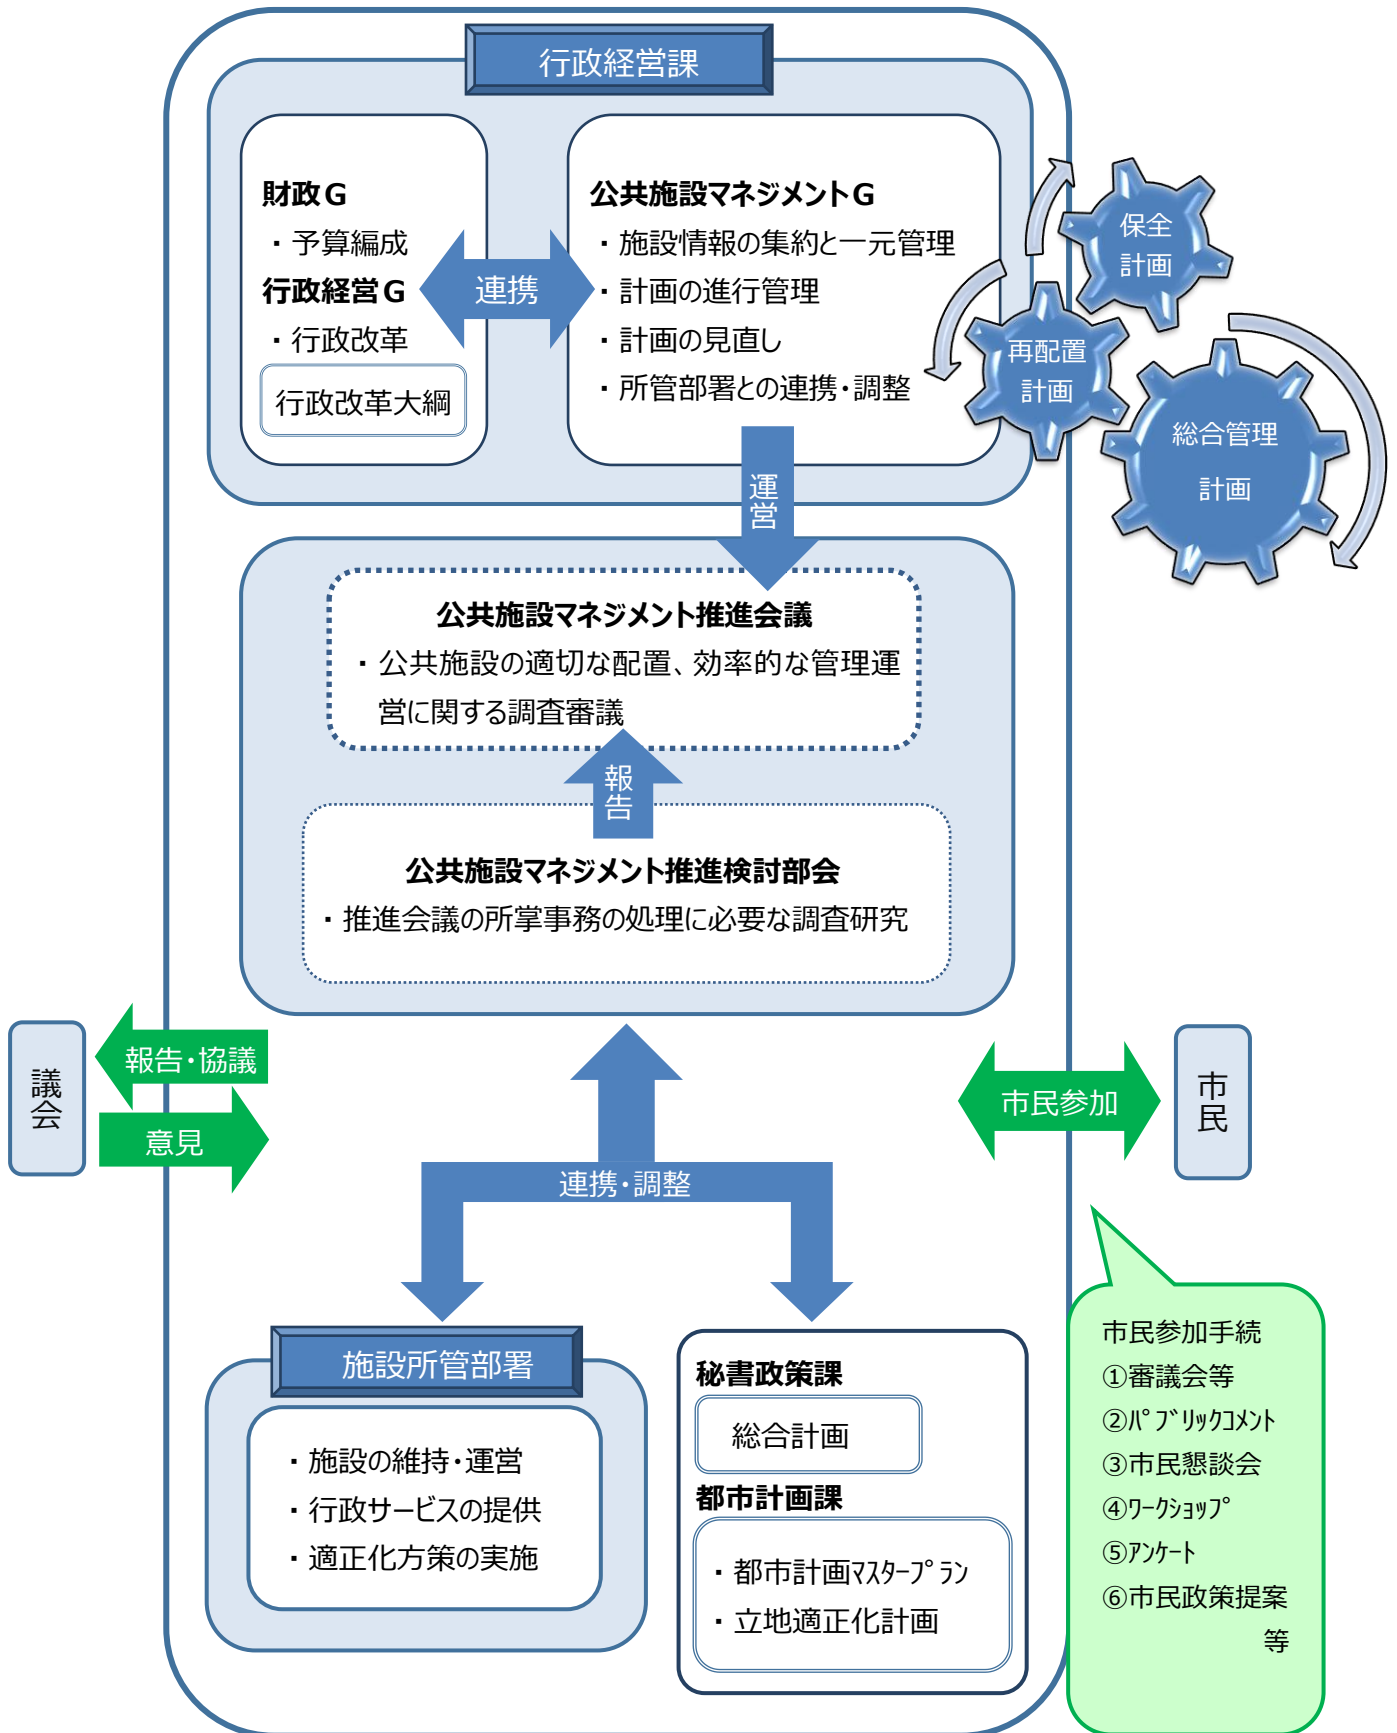 行政経営課
財政G
・予算編成
行政経営G
・行政改革
行政改革大綱
連携
公共施設マネジメントG
・施設情報の集約と一元管理
・計画の進行管理
・計画の見直し
・所管部署との連携・調整
保全
計画
再配置
計画
総合管理
計画
運営
公共施設マネジメント推進会議
・公共施設の適切な配置、効率的な管理運
営に関する調査審議
報告
公共施設マネジメント推進検討部会
・推進会議の所掌事務の処理に必要な調査研究
議会
報告・協議
意見
市民参加
市民
連携・調整
施設所管部署
・施設の維持・運営
・行政サービスの提供
・適正化方策の実施
秘書政策課
総合計画
都市計画課
・都市計画ﾏｽﾀｰﾌﾟﾗﾝ
・立地適正化計画
市民参加手続
①審議会等
②ﾊﾟﾌﾞﾘｯｸｺﾒﾝﾄ
③市民懇談会
④ﾜｰｸｼｮｯﾌﾟ
⑤ｱﾝｹｰﾄ
⑥市民政策提案
等